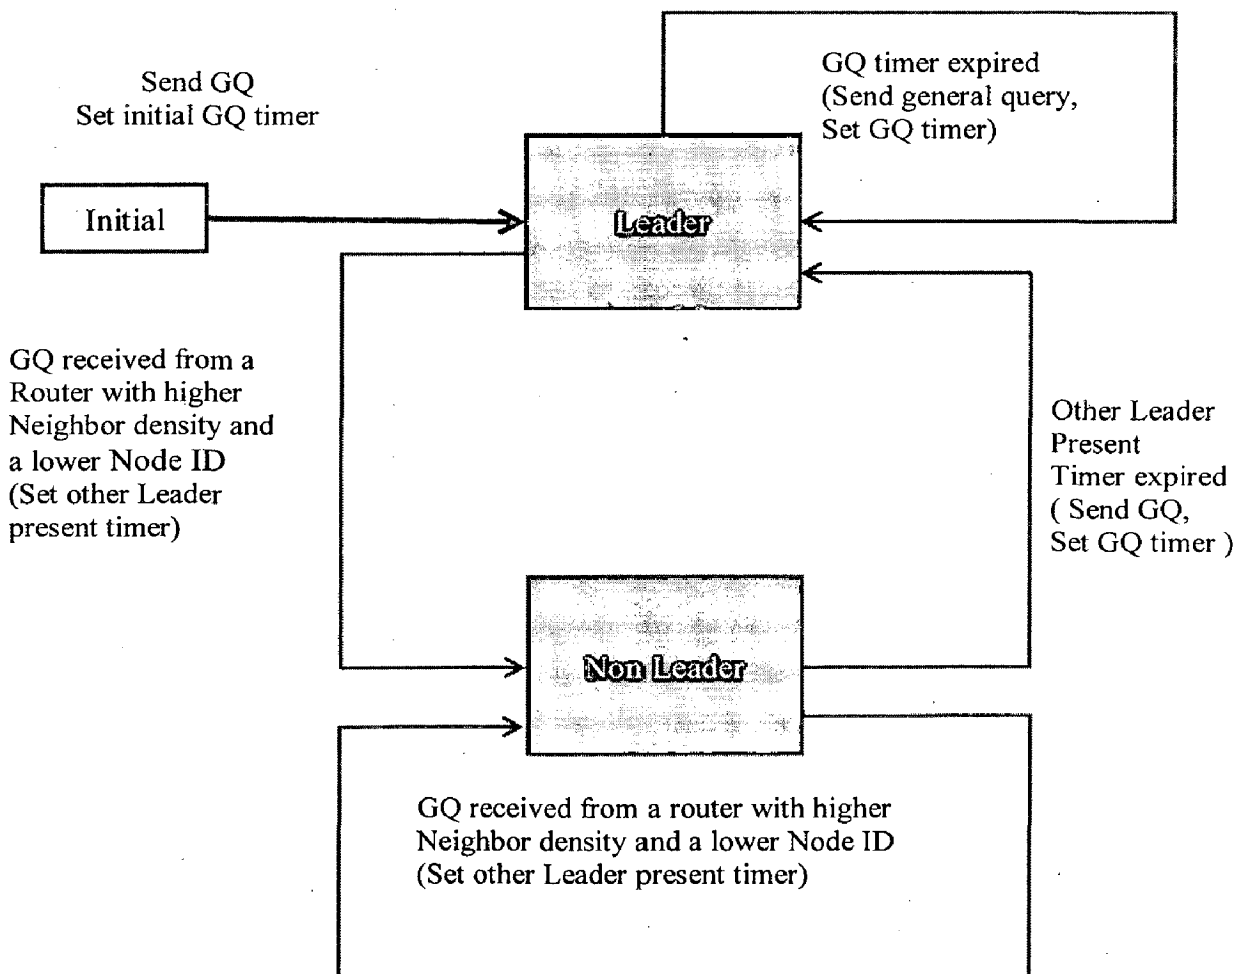 Send GQ
Set initial GQ timer
GQ timer expired
(Send general query,
Set GQ timer)
Initial
Leader
GQ received from a
Router with higher
Neighbor density and
a lower Node ID
(Set other Leader
present timer)
Other Leader
Present
Timer expired
( Send GQ,
Set GQ timer )
Non Leader
GQ received from a router with higher
Neighbor density and a lower Node ID
(Set other Leader present timer)